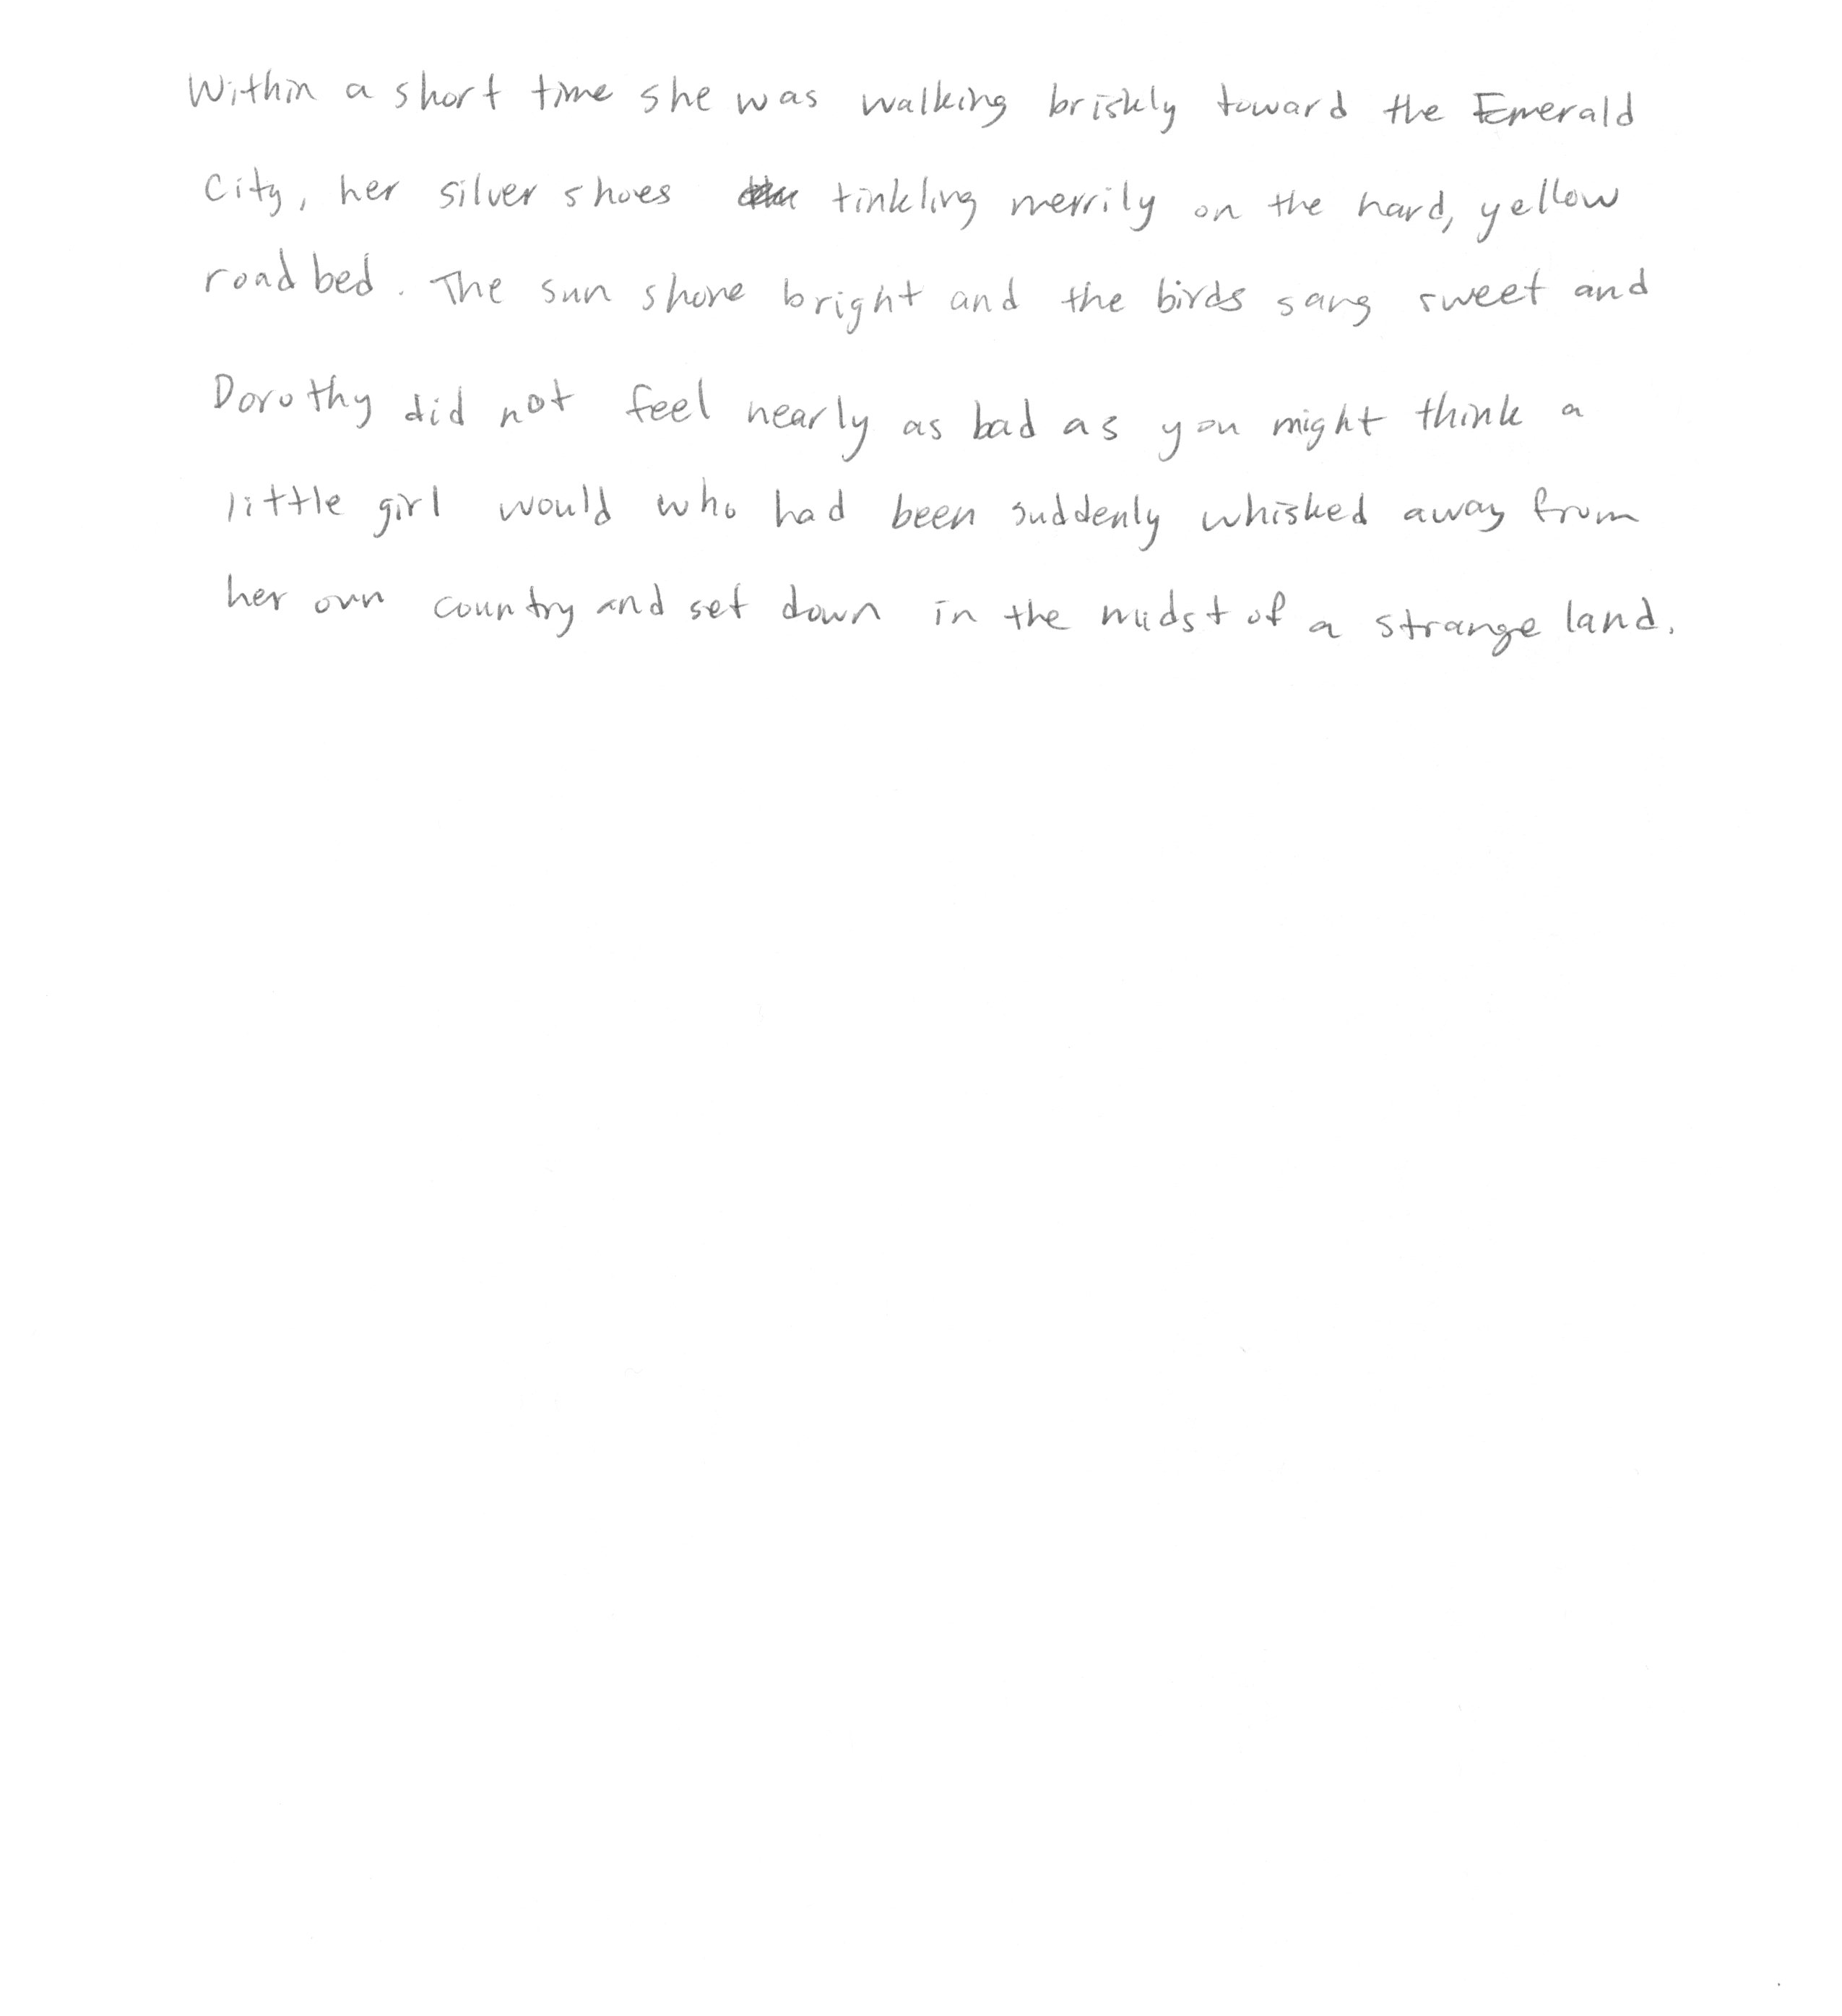 Within a short time she was walking briskly toward the Emerald
City, her silver shoes tinkling merrily on the hard, yellow
road bed. The sun shone bright and the birds sang sweet and
Dorothy did not feel nearly as bad as you might think a
little girl would who had been suddenly whisked away from
her own country and set down in the midst of a strange land.